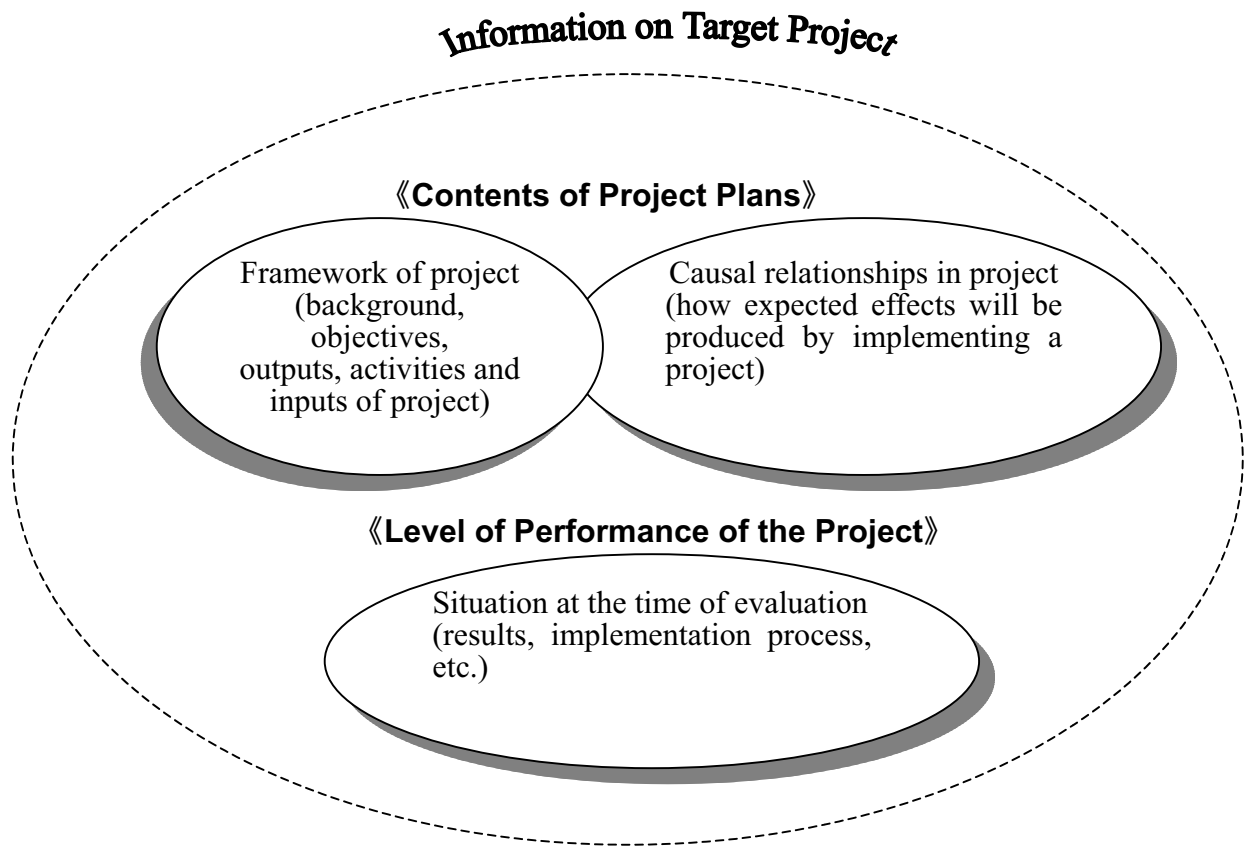 Information on Target Project
《Contents of Project Plans》
Framework of project
(background,
objectives,
outputs, activities and
inputs of project)
Causal relationships in project
(how expected effects will be
produced by implementing a
project)
《Level of Performance of the Project》
Situation at the time of evaluation
(results, implementation process,
etc.)